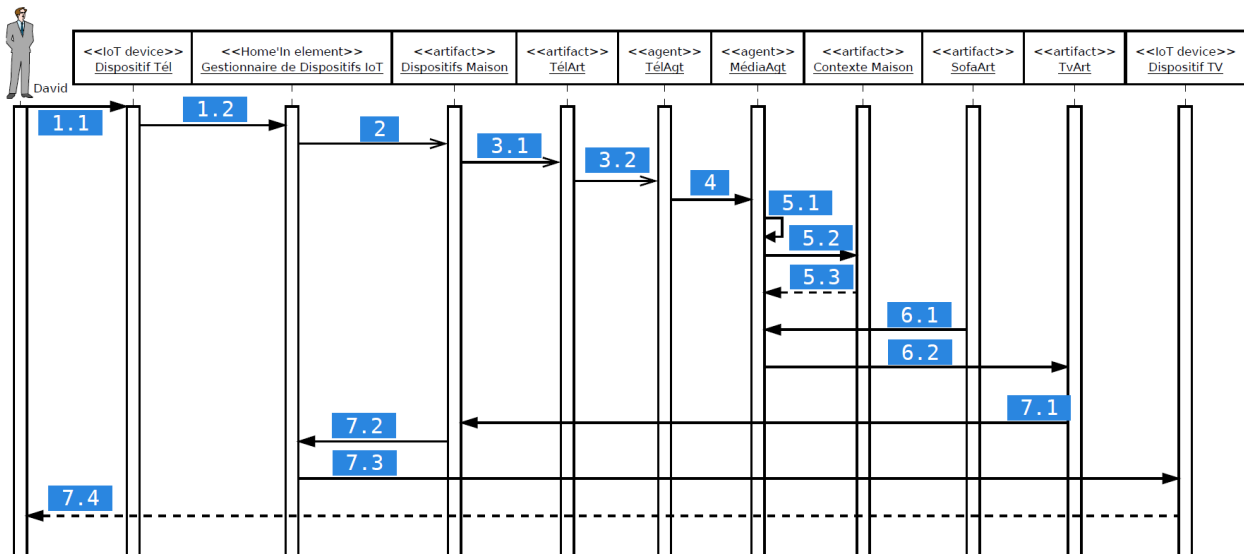 <<IoT device>>
Dispositif Tél
<<Home'In element>>
Gestionnaire de Dispositifs IoT
<<artifact>>
Dispositifs Maison
<<artifact>>
TélArt
<<agent>>
TélAgt
<<agent>>
MédiaAgt
<<artifact>>
Contexte Maison
<<artifact>>
SofaArt
<<artifact>>
TvArt
<<IoT device>>
Dispositif TV
David
1.1
1.2
2
3.1
3.2
4
5.1
5.2
5.3
6.1
6.2
7.1
7.2
7.3
7.4